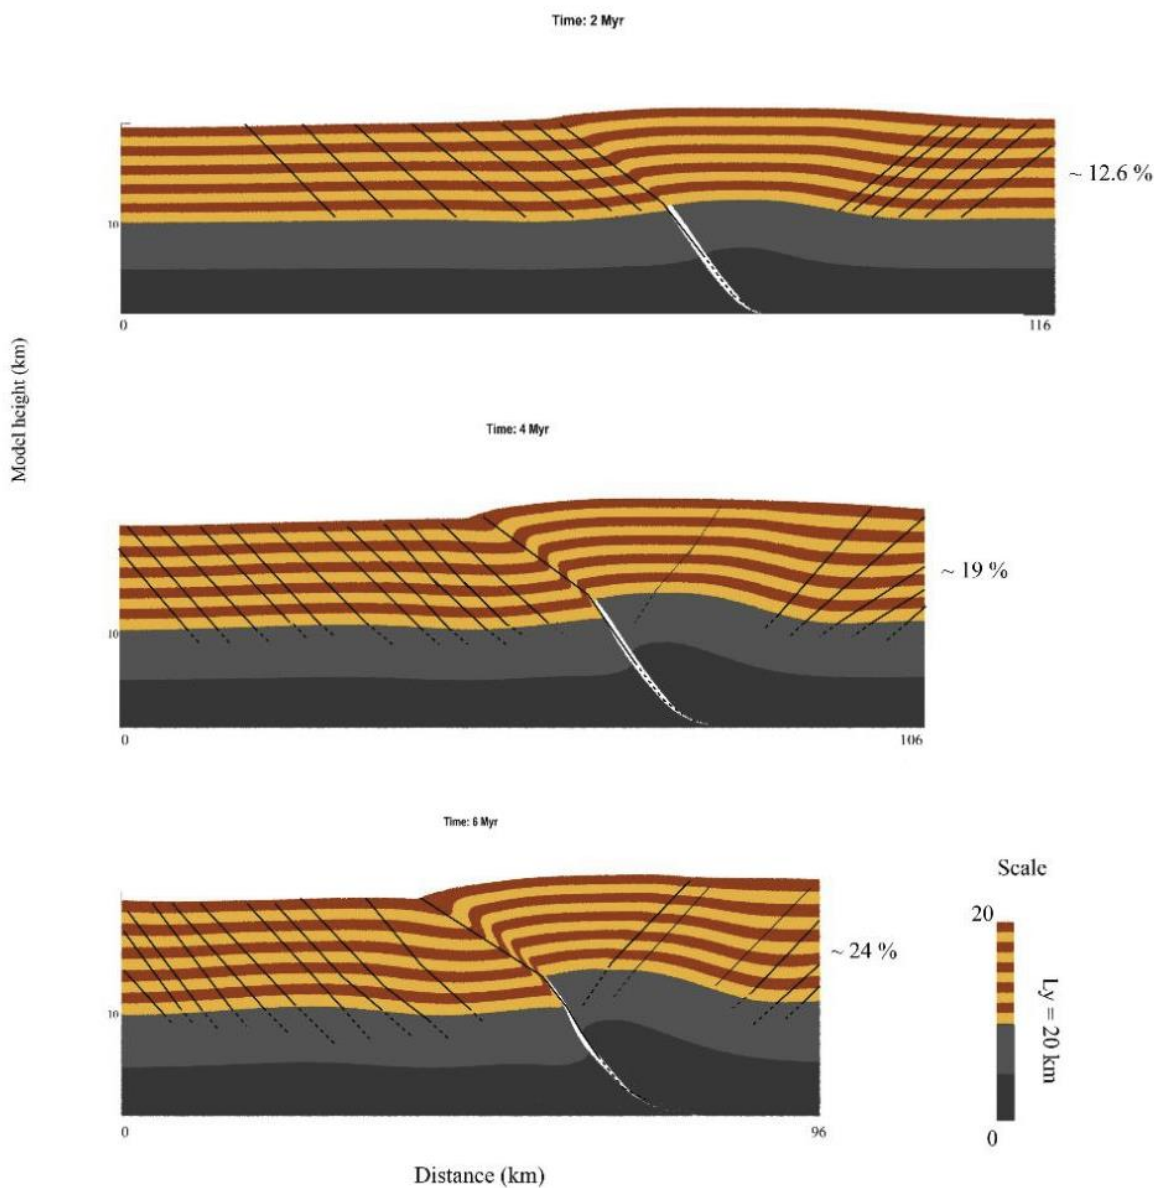 Time: 2 Myr
~ 12.6 %
10
0
116
Model height (km)
Time: 4 Myr
~ 19 %
10
0
106
Time: 6 Myr
Scale
20
~ 24 %
Ly = 20 km
10
0
0
96
Distance (km)